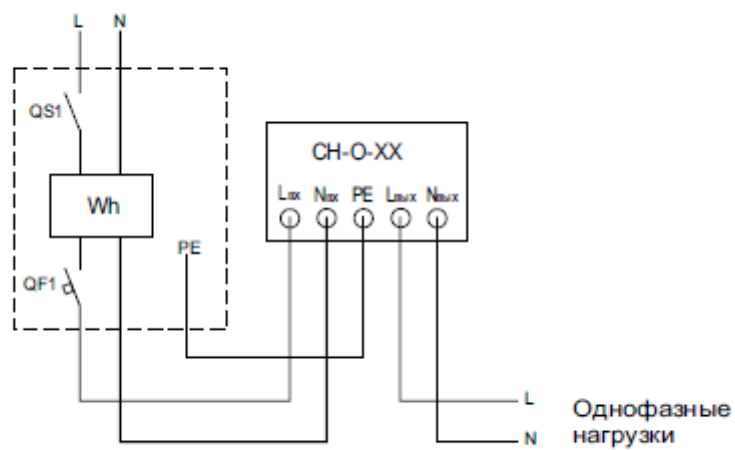 L N
QS1
CH-O-XX
Lвх Nвх PE Lвых Nвых
Wh
PE
QF1
L
Однофазные
нагрузки
N